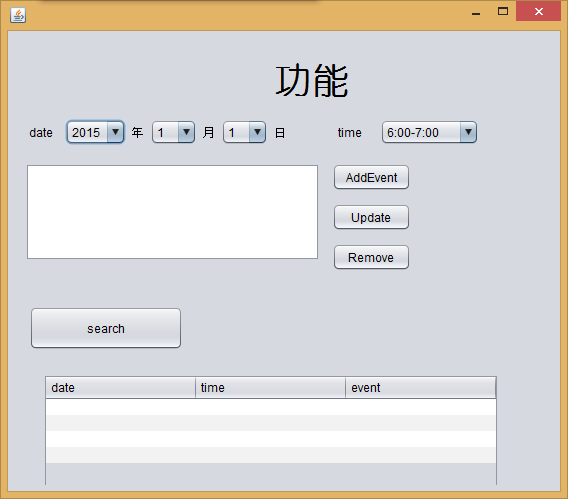 功能
date 2015 年 1 月 1 日 time 6:00-7:00
AddEvent
Update
Remove
search
date time event